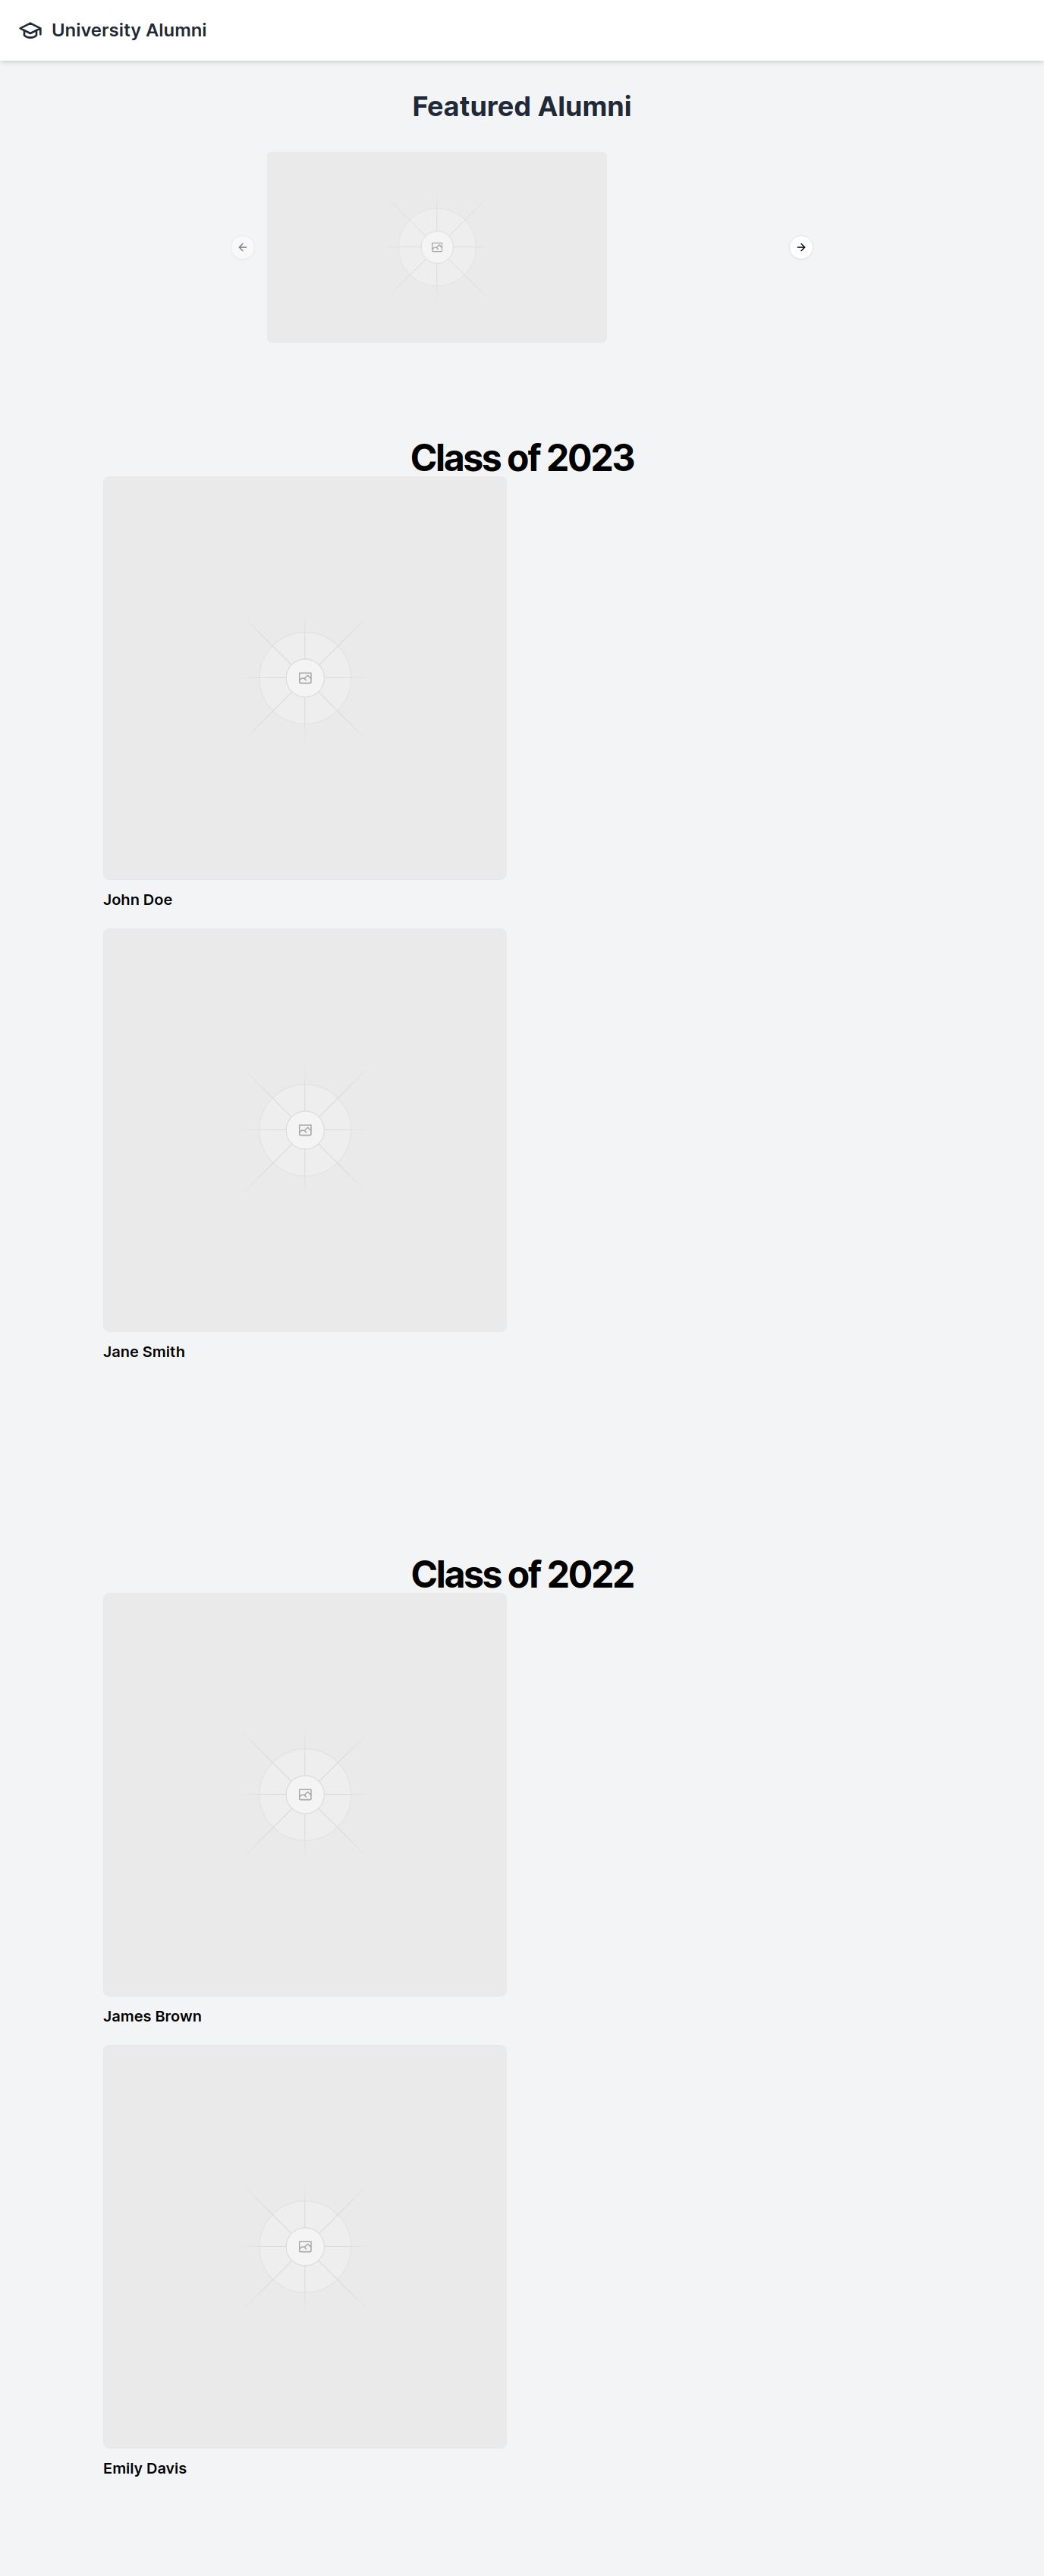 University Alumni
Featured Alumni
Class of 2023
John Doe
Jane Smith
Class of 2022
James Brown
Emily Davis